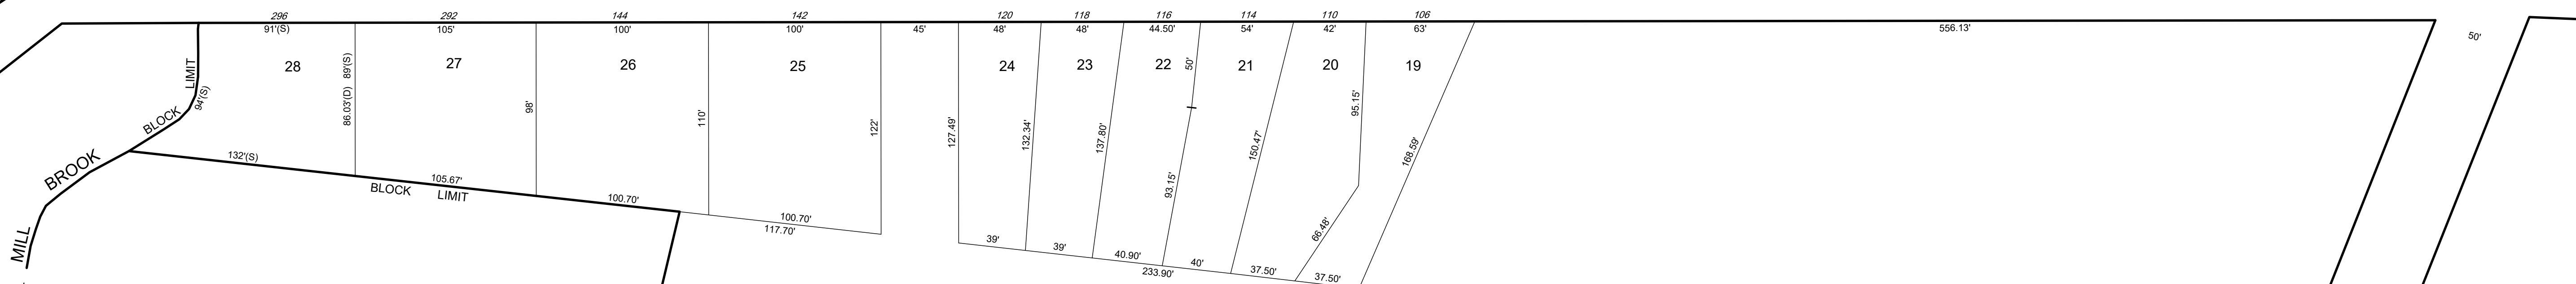 296 292 144 142 120 118 116 114 110 106
91'(S) 105' 100' 100' 45' 48' 48' 44.50' 54' 42' 63' 556.13' 50'
28 27 26 25 24 23 22 21 20 19
LIMIT
BLOCK
94'(S)
86.03'(D) 89'(S)
98'
110'
122'
127.49'
132.34'
137.80'
50'
93.15'
150.47'
95.15'
66.48'
168.59'
BROOK
MILL
132'(S)
105.67'
BLOCK LIMIT
100.70'
100.70'
117.70'
39'
39'
40.90'
40'
37.50'
37.50'
233.90'